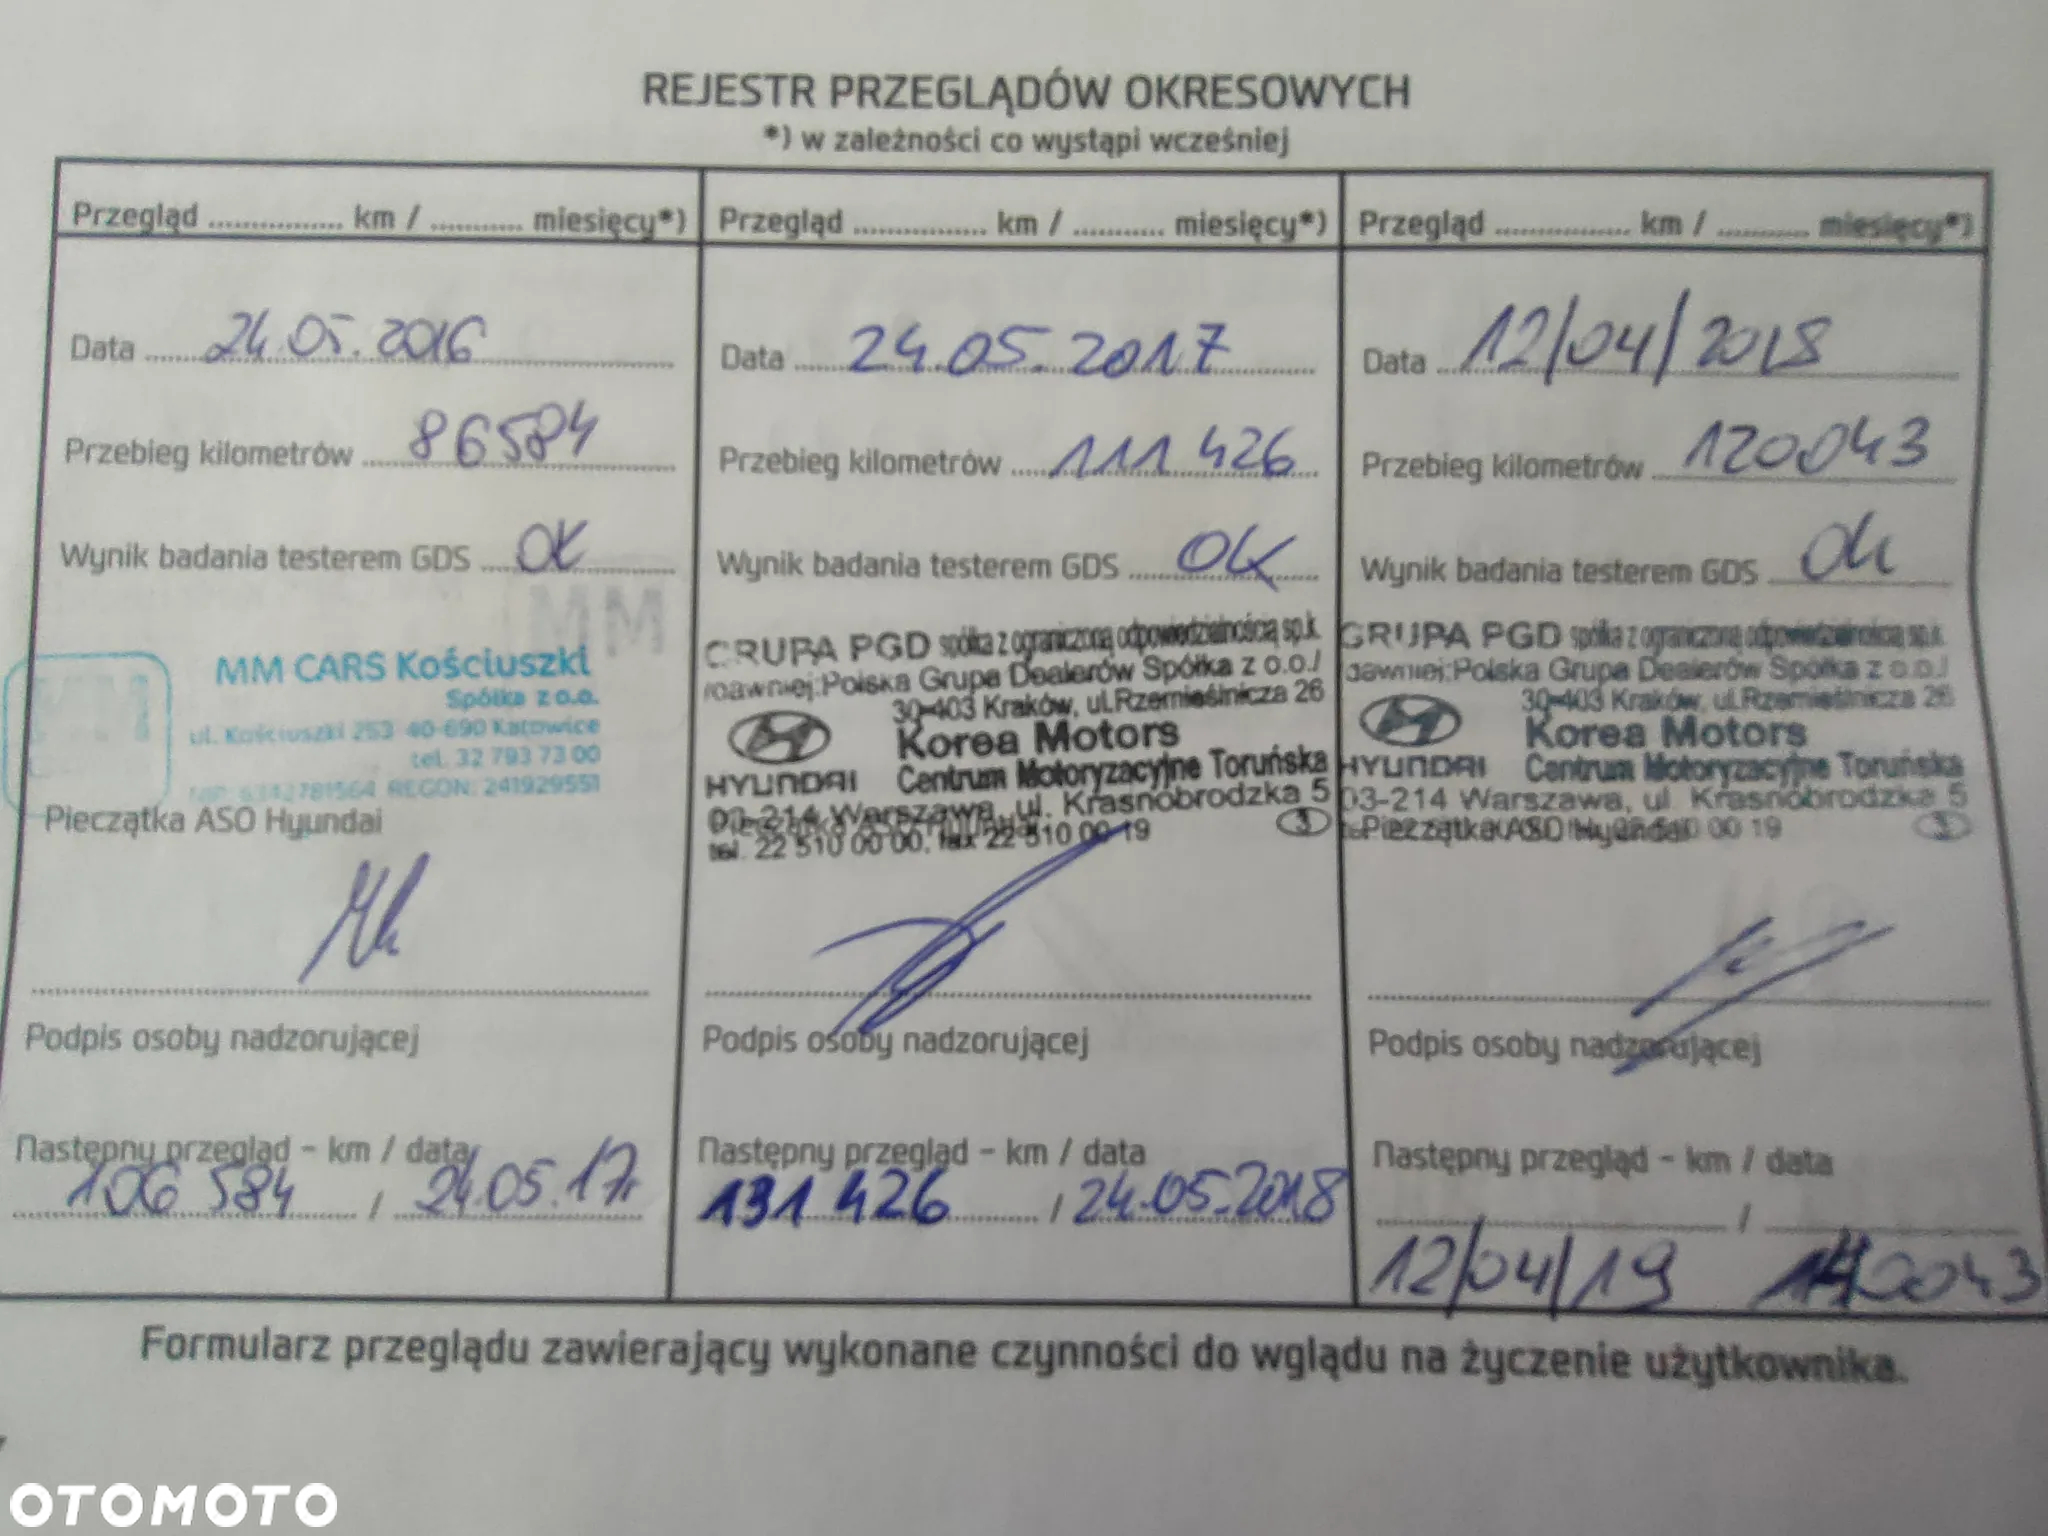 REJESTR PRZEGLĄDÓW OKRESOWYCH
*) w zależności co wystąpi wcześniej
Przegląd ................ km / ........... miesięcy*)
Data 24.05.2016
Przebieg kilometrów 86584
Wynik badania testerem GDS OK
MM
MM CARS Kościuszki
Spółka z o.o.
ul. Kościuszki 253 40-690 Katowice
tel. 32 793 73 00
NIP: 6342781564 REGON: 241929551
Pieczątka ASO Hyundai
Podpis osoby nadzorującej
Następny przegląd - km / data
106 584 / 24.05.17r
Przegląd ................ km / ........... miesięcy*)
Data 24.05.2017
Przebieg kilometrów 111 426
Wynik badania testerem GDS OK
GRUPA PGD spółka z ograniczoną odpowiedzialnością sp.k.
/dawniej:Polska Grupa Dealerów Spółka z o.o./
30-403 Kraków, ul.Rzemieślnicza 26
Korea Motors
HYUNDAI Centrum Motoryzacyjne Toruńska
03-214 Warszawa, ul. Krasnobrodzka 5
tel. 22 510 00 00, fax 22 510 00 19 3
Podpis osoby nadzorującej
Następny przegląd - km / data
131 426 / 24.05.2018
Przegląd ................ km / ........... miesięcy*)
Data 12/04/2018
Przebieg kilometrów 120043
Wynik badania testerem GDS Ok
GRUPA PGD spółka z ograniczoną odpowiedzialnością sp.k.
dawniej:Polska Grupa Dealerów Spółka z o.o./
30-403 Kraków, ul.Rzemieślnicza 26
Korea Motors
HYUNDAI Centrum Motoryzacyjne Toruńska
03-214 Warszawa, ul. Krasnobrodzka 5
Pieczątka ASO Hyundai 00 19
Podpis osoby nadzorującej
Następny przegląd - km / data
/
12/04/19 140043
Formularz przeglądu zawierający wykonane czynności do wglądu na życzenie użytkownika.
OTOMOTO